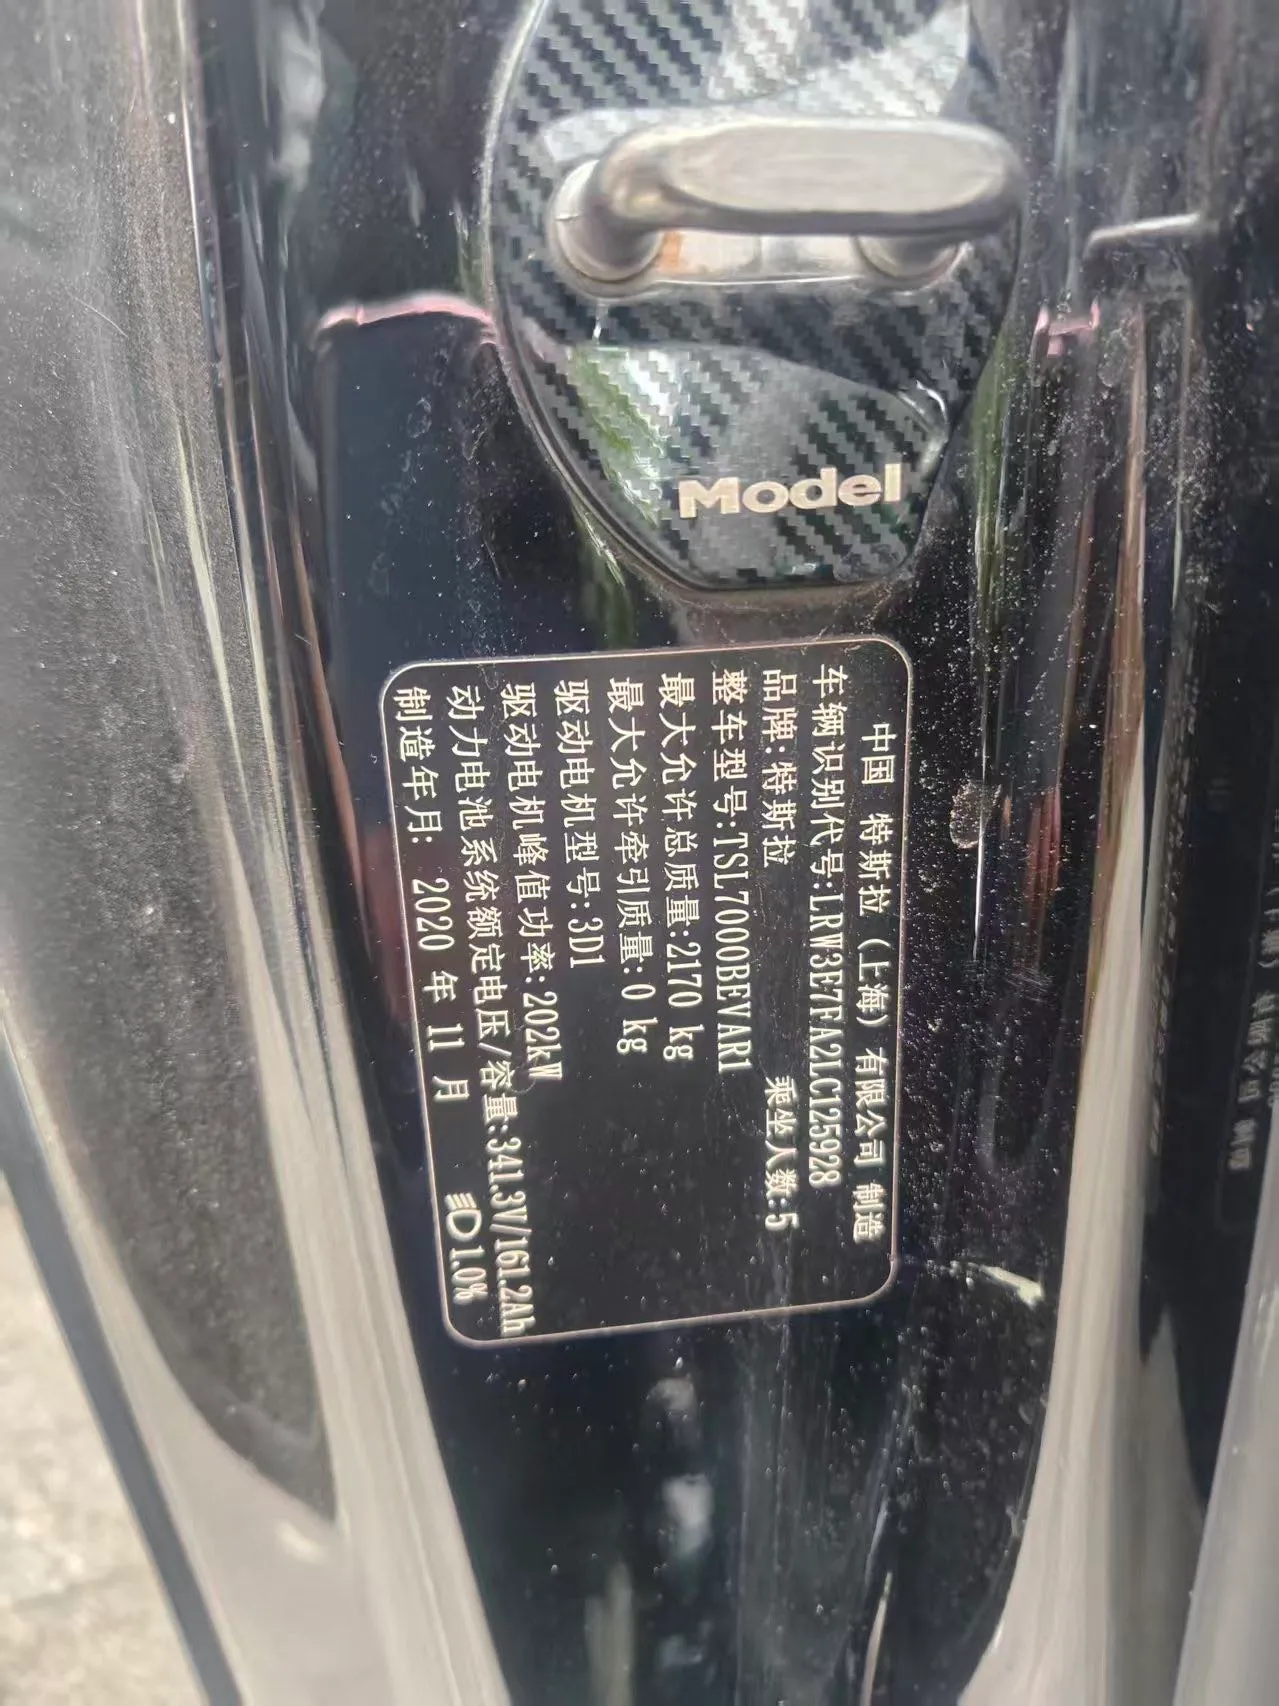 Model
中国 特斯拉（上海）有限公司 制造
车辆识别代号:LRW3E7FA2LC125928
品牌:特斯拉 乘坐人数:5
整车型号:TSL7000BEVAR1
最大允许总质量:2170 kg
最大允许牵引质量:0 kg
驱动电机型号:3D1
驱动电机峰值功率:202kW
动力电池系统额定电压/容量:341.3V/161.2Ah
制造年月: 2020 年 11 月 1.0%